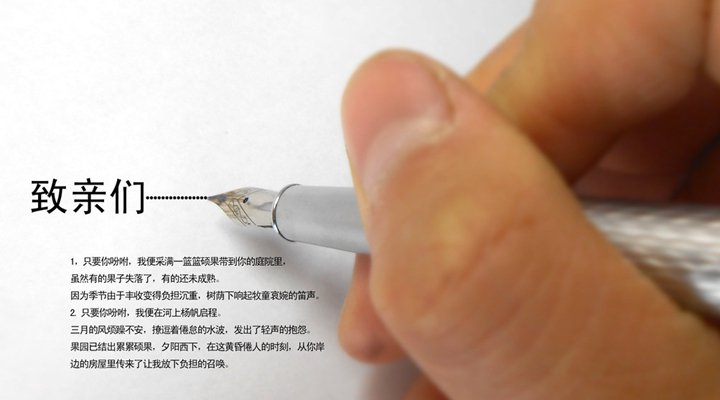 致亲们
1，只要你吩咐，我便采满一篮篮硕果带到你的庭院里，
虽然有的果子失落了，有的还未成熟。
因为季节由于丰收变得负担沉重，树荫下响起牧童哀婉的笛声。
2. 只要你吩咐，我便在河上杨帆启程。
三月的风烦躁不安，撩逗着倦怠的水波，发出了轻声的抱怨。
果园已结出累累硕果，夕阳西下，在这黄昏倦人的时刻，从你岸
边的房屋里传来了让我放下负担的召唤。